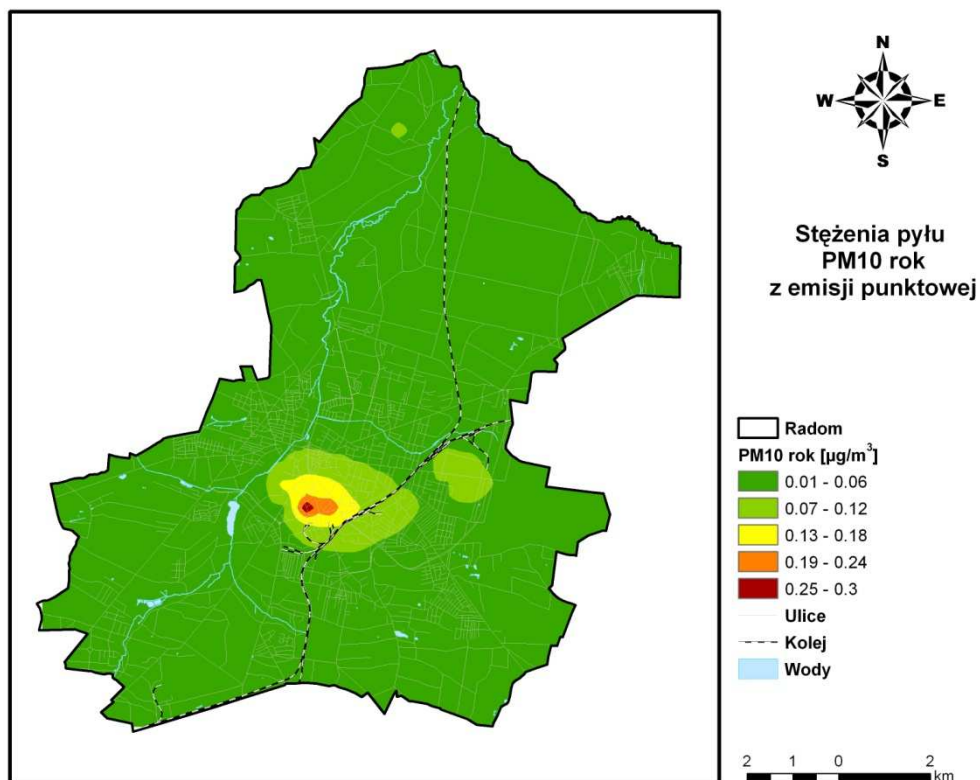 N
W E
S
Stężenia pyłu
PM10 rok
z emisji punktowej
Radom
PM10 rok [µg/m³]
0.01 - 0.06
0.07 - 0.12
0.13 - 0.18
0.19 - 0.24
0.25 - 0.3
Ulice
Kolej
Wody
2 1 0 2
km